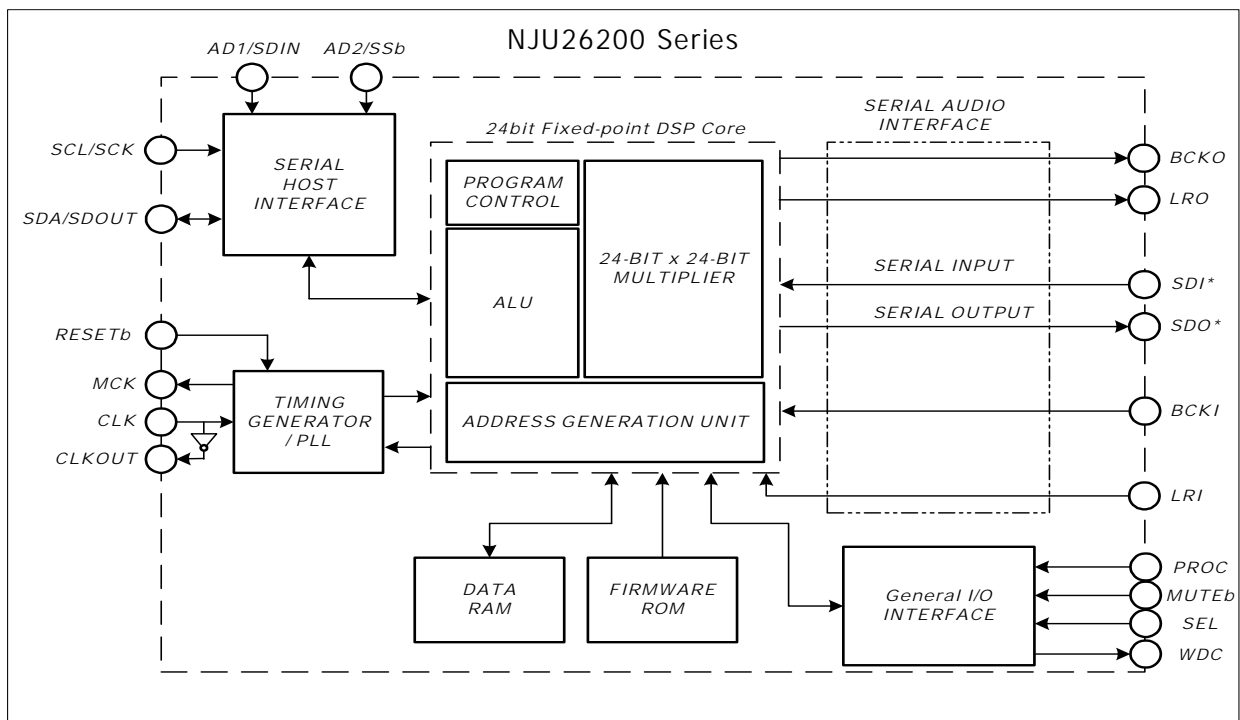 NJU26200 Series
AD1/SDIN
AD2/SSb
SCL/SCK
SDA/SDOUT
SERIAL
HOST
INTERFACE
24bit Fixed-point DSP Core
PROGRAM
CONTROL
ALU
24-BIT x 24-BIT
MULTIPLIER
ADDRESS GENERATION UNIT
SERIAL AUDIO
INTERFACE
SERIAL INPUT
SERIAL OUTPUT
BCKO
LRO
SDI*
SDO*
BCKI
LRI
RESETb
MCK
CLK
CLKOUT
TIMING
GENERATOR
/ PLL
DATA
RAM
FIRMWARE
ROM
General I/O
INTERFACE
PROC
MUTEb
SEL
WDC